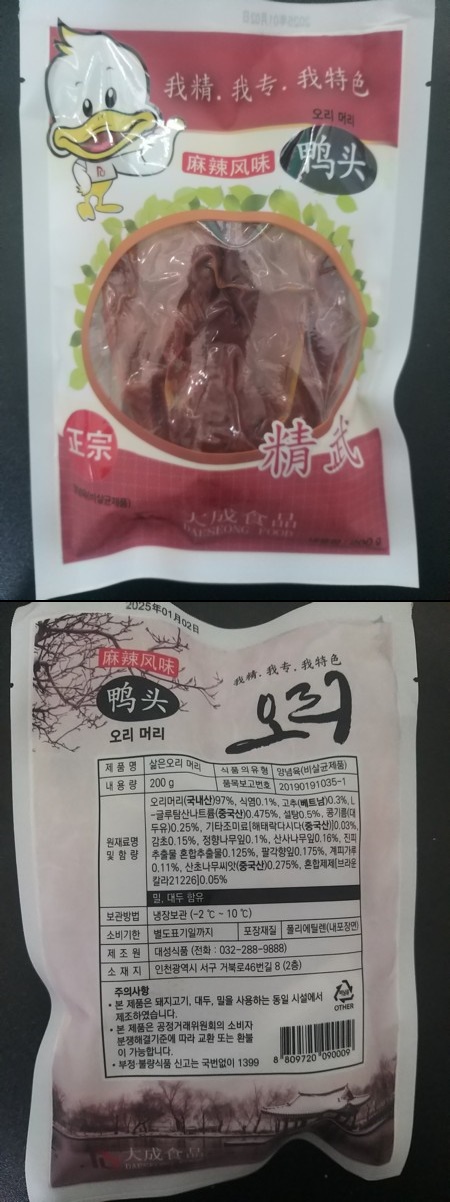 我精.我专.我特色
오리 머리
麻辣风味
鸭头
正宗
精武
大成食品
DAESEONG FOOD
2025年01月02日
麻辣风味
我精.我专.我特色
鸭头
오리
오리 머리
제 품 명 삶은오리 머리 식품의유형 양념육(비살균제품)
내 용 량 200 g 품목보고번호 20190191035-1
원재료명 및 함량
오리머리(국내산)97%, 식염0.1%, 고추(베트남)0.3%, L
-글루탐산나트륨(중국산)0.475%, 설탕0.5%, 콩기름(대
두유)0.25%, 기타조미료[해태락다시다(중국산)]0.03%,
감초0.15%, 정향나무잎0.1%, 산사나무잎0.16%, 진피
추출물 혼합추출물0.125%, 팔각향잎0.175%, 계피가루
0.11%, 산초나무씨앗(중국산)0.275%, 혼합제제[브라운
칼라21226]0.05%
밀, 대두 함유
보관방법 냉장보관 (-2 ℃ ~ 10 ℃)
소비기한 별도표기일까지 포장재질 폴리에틸렌(내포장면)
제 조 원 대성식품 (전화 : 032-288-9888)
소 재 지 인천광역시 서구 거북로46번길 8 (2층)
주의사항
• 본 제품은 돼지고기, 대두, 밀을 사용하는 동일 시설에서
제조하였습니다.
• 본 제품은 공정거래위원회의 소비자
분쟁해결기준에 따라 교환 또는 환불
이 가능합니다.
• 부정·불량식품 신고는 국번없이 1399
OTHER
8 809720 090009
大成食品